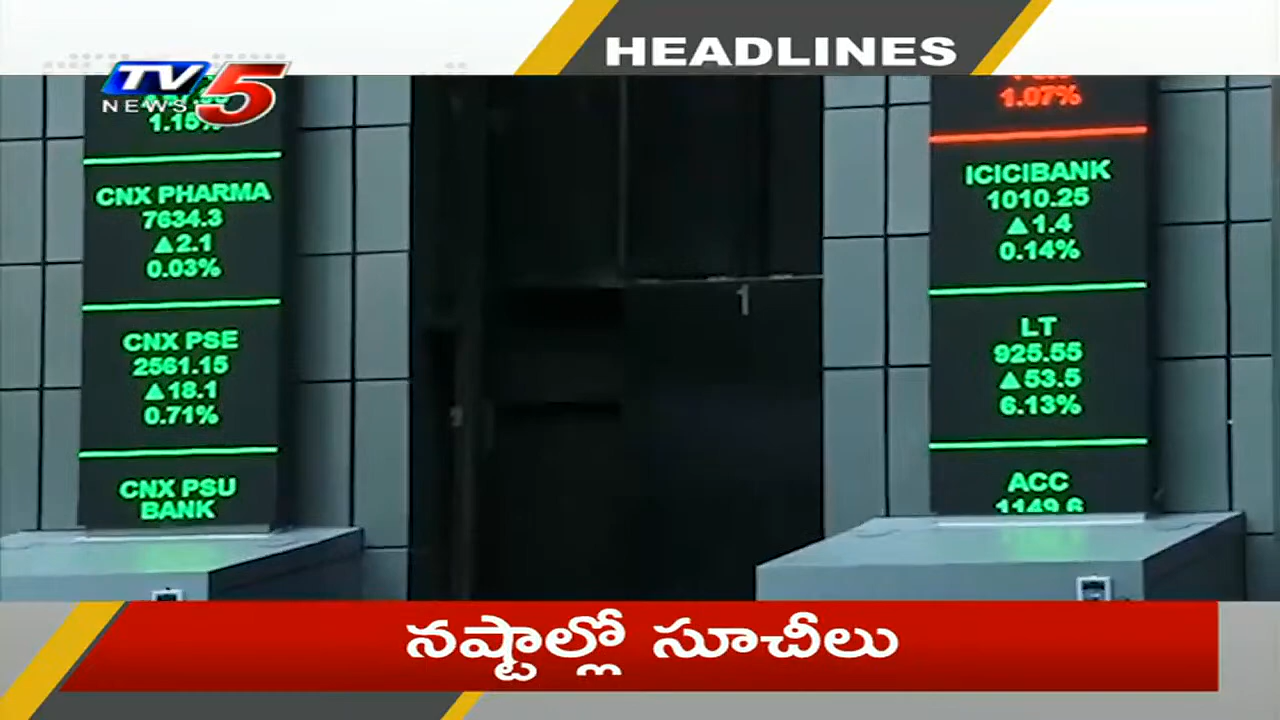 HEADLINES
TV5
NEWS
1.15%
CNX PHARMA
7634.3
▲2.1
0.03%
CNX PSE
2561.15
▲18.1
0.71%
CNX PSU
BANK
1
1.07%
ICICIBANK
1010.25
▲1.4
0.14%
LT
925.55
▲53.5
6.13%
ACC
1149.6
నష్టాల్లో సూచీలు